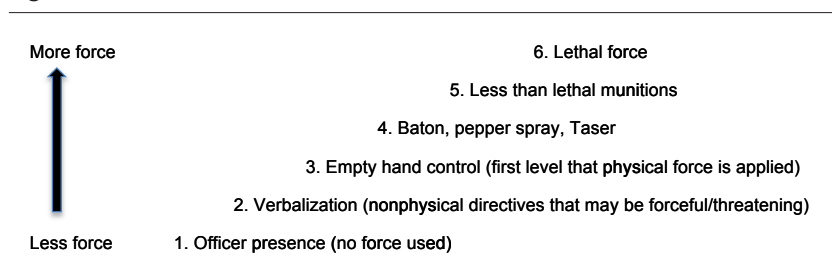 More force 6. Lethal force
5. Less than lethal munitions
4. Baton, pepper spray, Taser
3. Empty hand control (first level that physical force is applied)
2. Verbalization (nonphysical directives that may be forceful/threatening)
Less force 1. Officer presence (no force used)